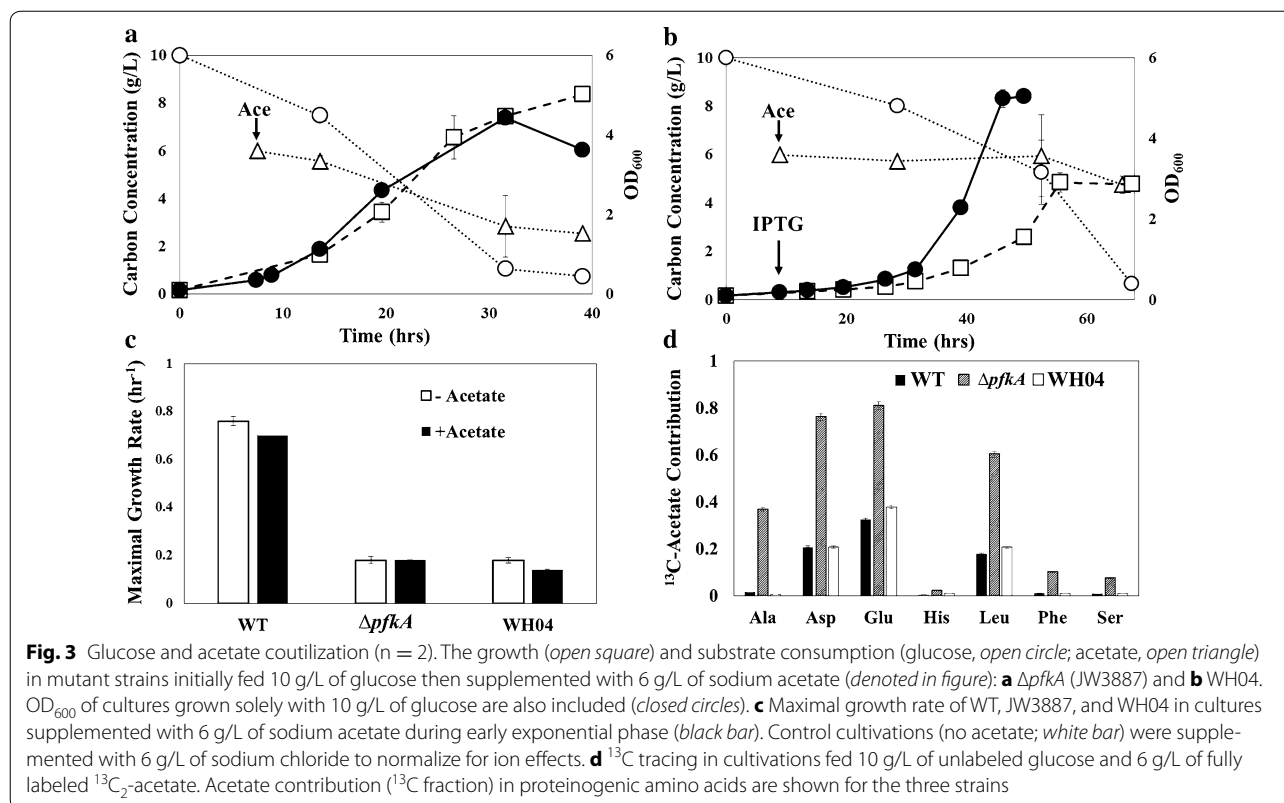 a
10
8
6
4
2
0
Carbon Concentration (g/L)
Ace
6
4
2
0
OD600
0 10 20 30 40
Time (hrs)
b
10
8
6
4
2
0
Carbon Concentration (g/L)
Ace
IPTG
6
4
2
0
OD600
0 20 40 60
Time (hrs)
c
1
0.8
0.6
0.4
0.2
0
Maximal Growth Rate (hr-1)
- Acetate
+Acetate
WT ΔpfkA WH04
d
1
0.8
0.6
0.4
0.2
0
13C-Acetate Contribution
WT ΔpfkA WH04
Ala Asp Glu His Leu Phe Ser
Fig. 3 Glucose and acetate coutilization (n = 2). The growth (open square) and substrate consumption (glucose, open circle; acetate, open triangle)
in mutant strains initially fed 10 g/L of glucose then supplemented with 6 g/L of sodium acetate (denoted in figure): a ΔpfkA (JW3887) and b WH04.
OD600 of cultures grown solely with 10 g/L of glucose are also included (closed circles). c Maximal growth rate of WT, JW3887, and WH04 in cultures
supplemented with 6 g/L of sodium acetate during early exponential phase (black bar). Control cultivations (no acetate; white bar) were supple-
mented with 6 g/L of sodium chloride to normalize for ion effects. d 13C tracing in cultivations fed 10 g/L of unlabeled glucose and 6 g/L of fully
labeled 13C2-acetate. Acetate contribution (13C fraction) in proteinogenic amino acids are shown for the three strains